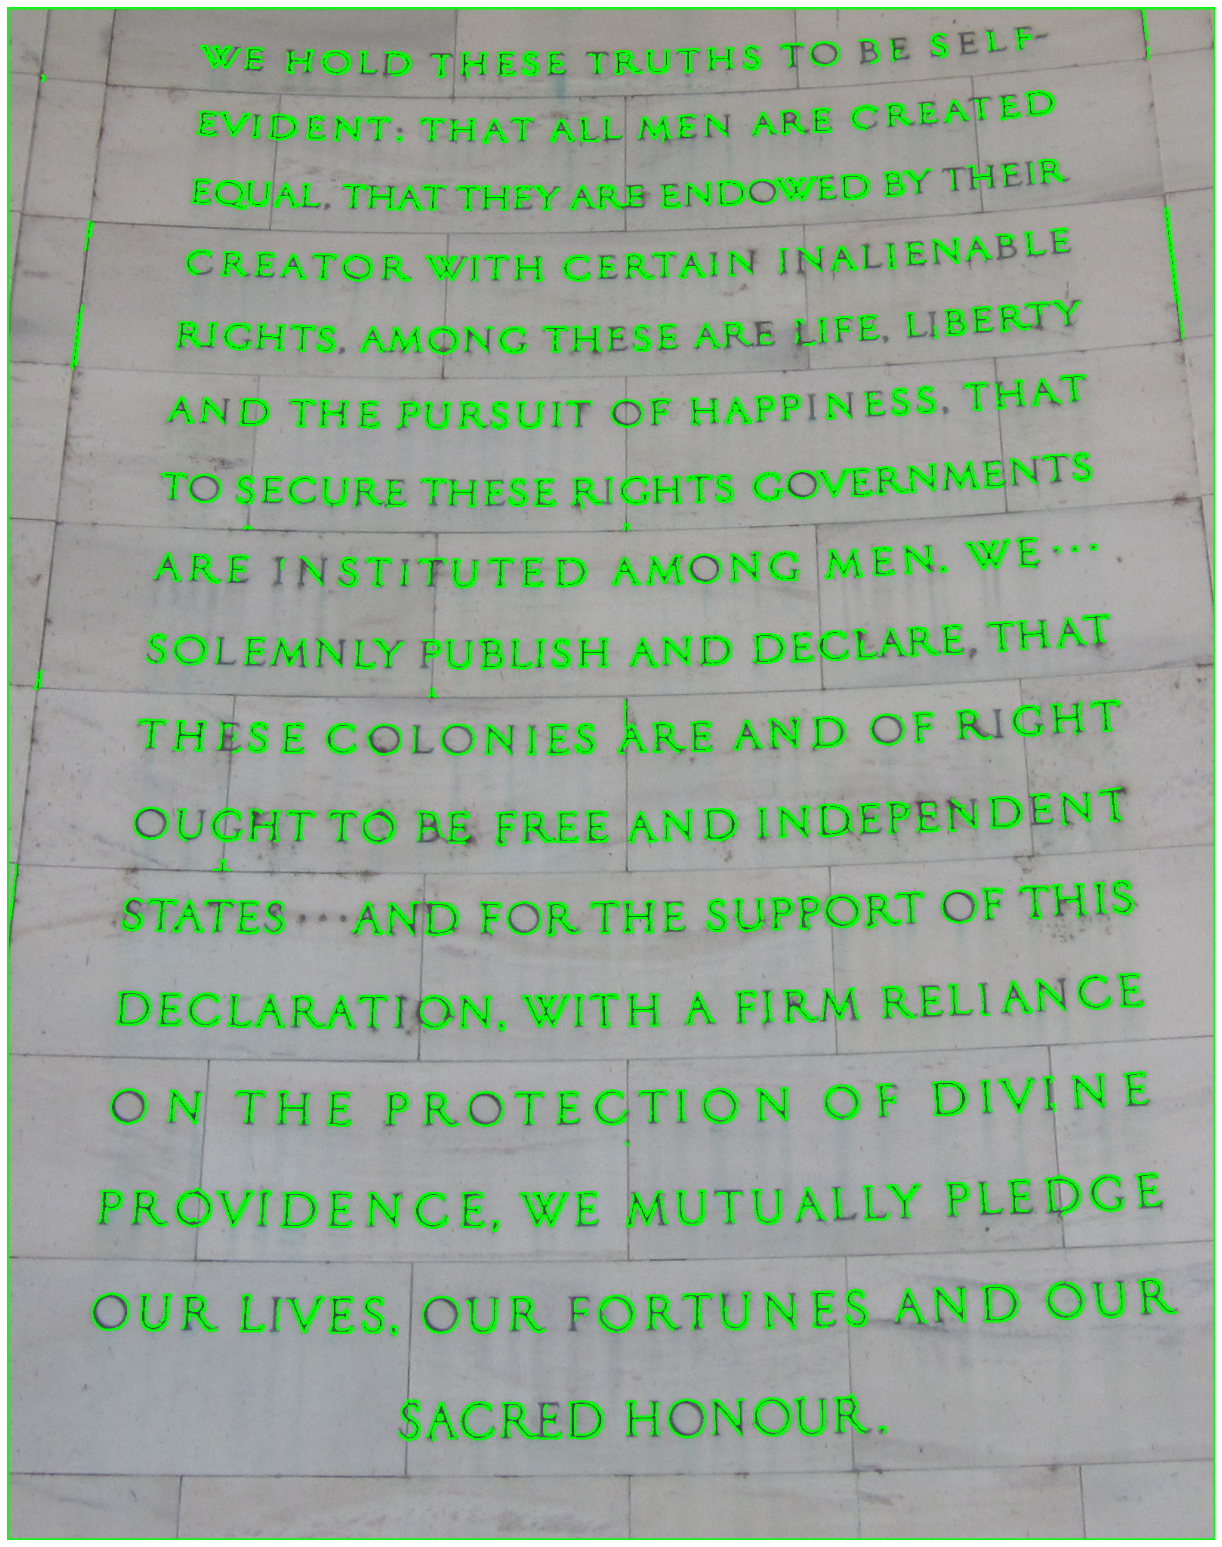 WE HOLD THESE TRUTHS TO BE SELF-
EVIDENT: THAT ALL MEN ARE CREATED
EQUAL, THAT THEY ARE ENDOWED BY THEIR
CREATOR WITH CERTAIN INALIENABLE
RIGHTS, AMONG THESE ARE LIFE, LIBERTY
AND THE PURSUIT OF HAPPINESS, THAT
TO SECURE THESE RIGHTS GOVERNMENTS
ARE INSTITUTED AMONG MEN. WE···
SOLEMNLY PUBLISH AND DECLARE, THAT
THESE COLONIES ARE AND OF RIGHT
OUGHT TO BE FREE AND INDEPENDENT
STATES···AND FOR THE SUPPORT OF THIS
DECLARATION, WITH A FIRM RELIANCE
ON THE PROTECTION OF DIVINE
PROVIDENCE, WE MUTUALLY PLEDGE
OUR LIVES, OUR FORTUNES AND OUR
SACRED HONOUR.